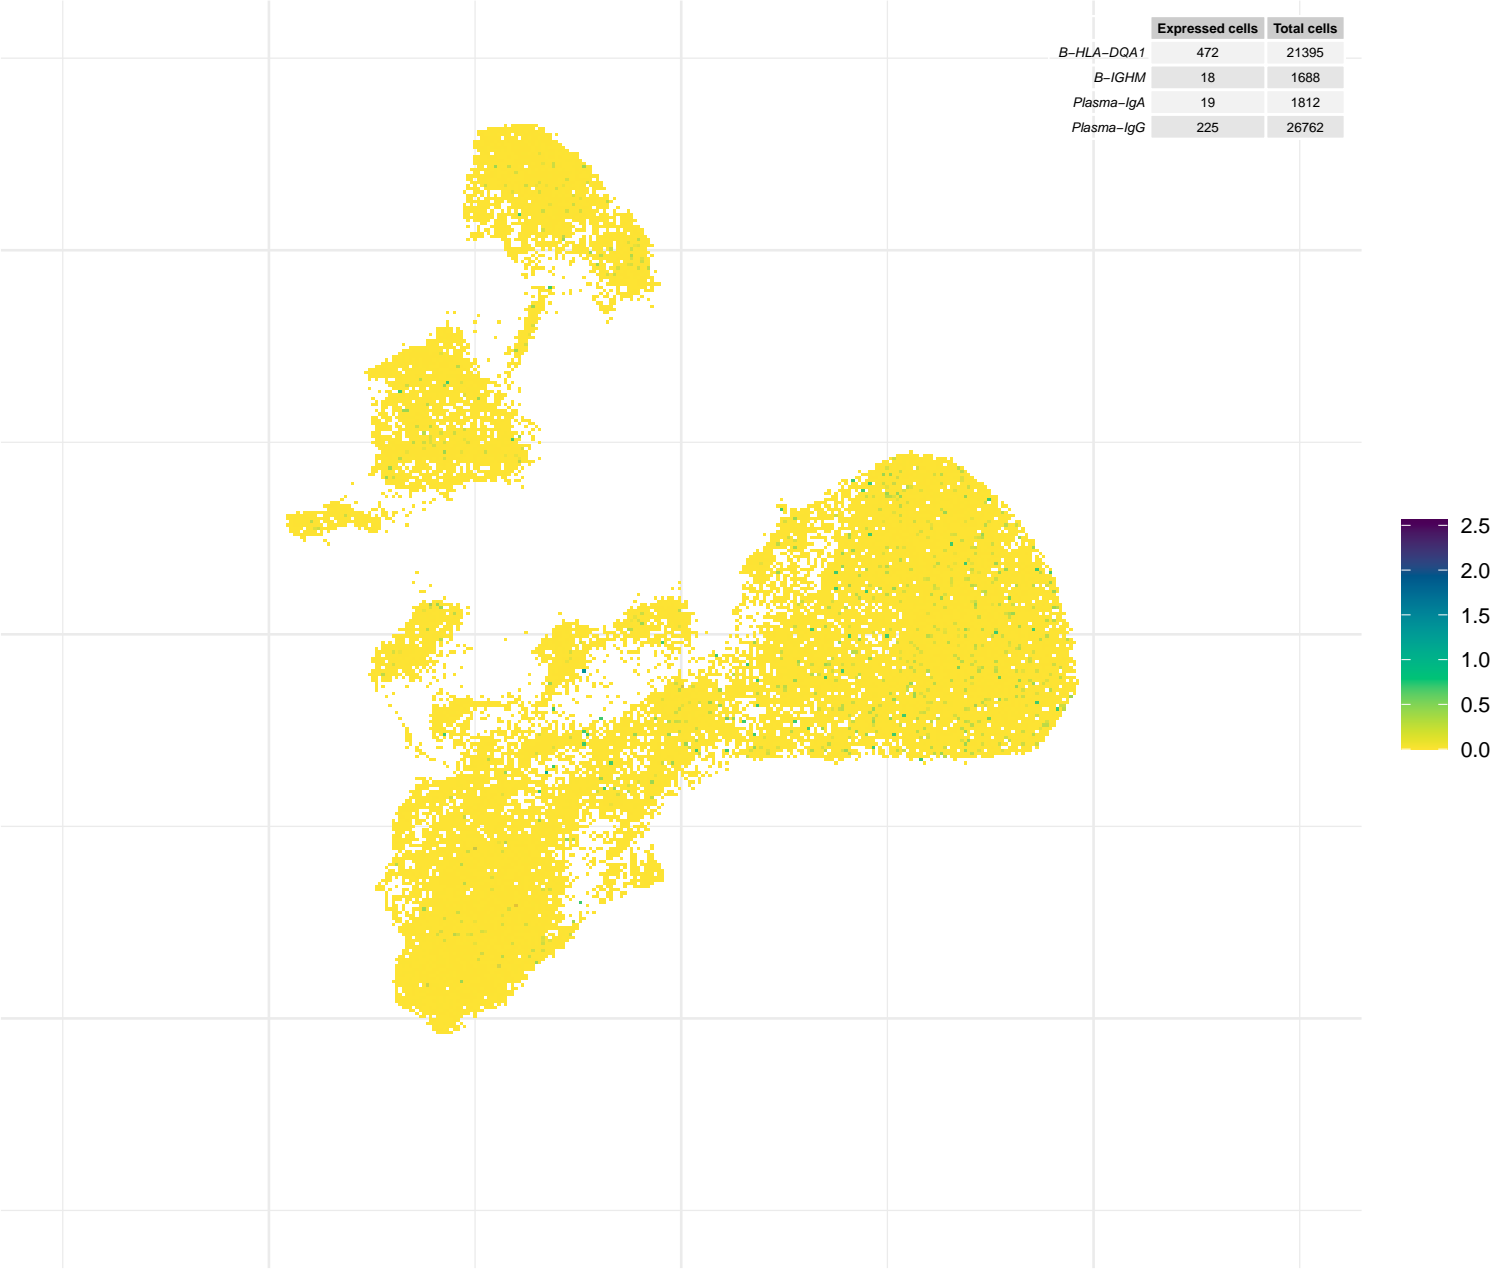 Expressed cells Total cells
B−HLA−DQA1 472 21395
B−IGHM 18 1688
Plasma−IgA 19 1812
Plasma−IgG 225 26762
2.5
2.0
1.5
1.0
0.5
0.0